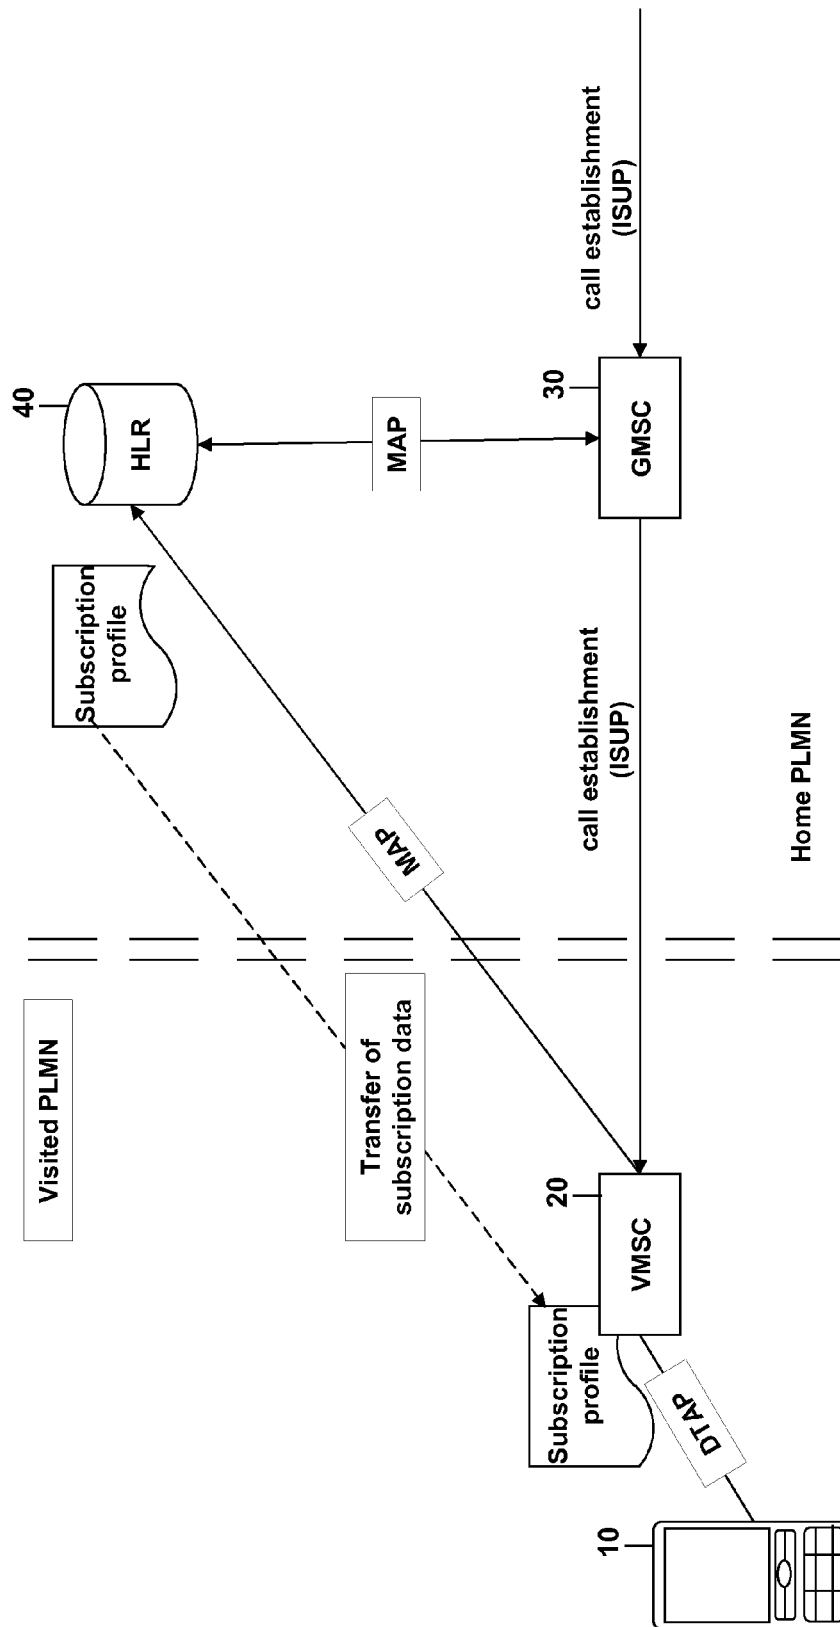 Visited PLMN
Subscription
profile
40
HLR
Transfer of
subscription data
MAP
MAP
Subscription
profile
20
VMSC
call establishment
(ISUP)
30
GMSC
call establishment
(ISUP)
10
DTAP
Home PLMN